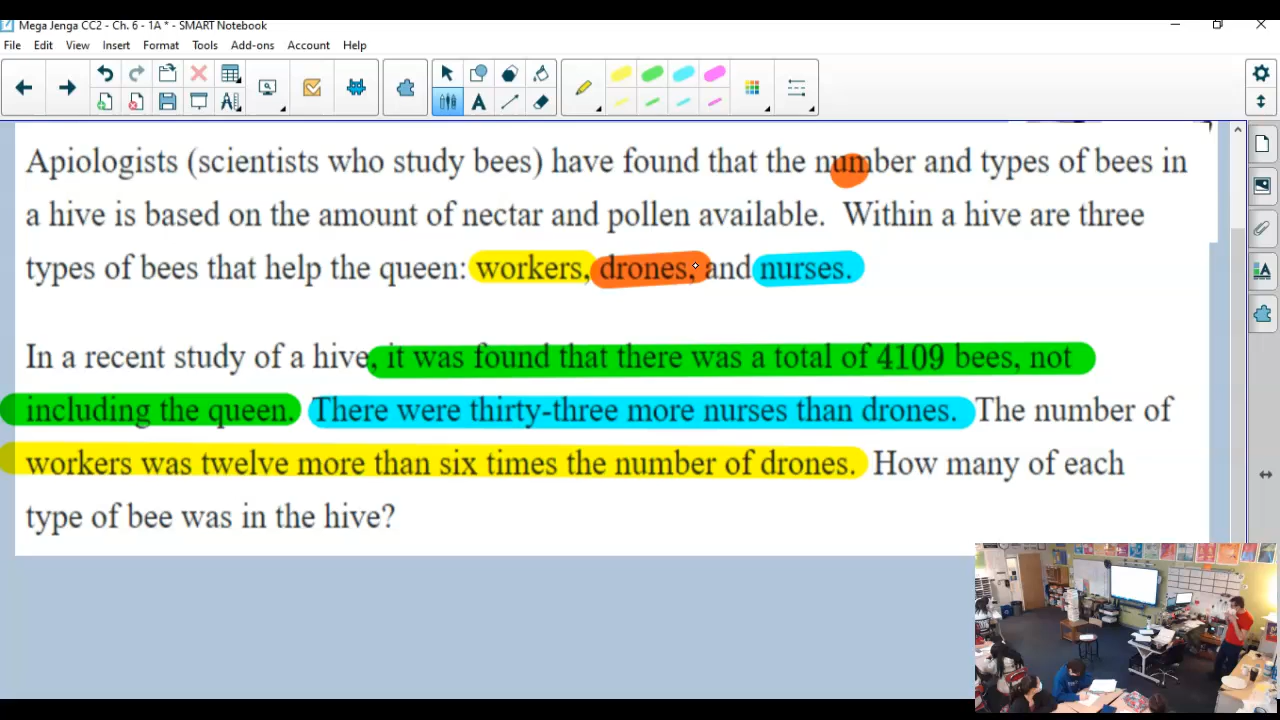 Mega Jenga CC2 - Ch. 6 - 1A * - SMART Notebook
File Edit View Insert Format Tools Add-ons Account Help
Apiologists (scientists who study bees) have found that the number and types of bees in
a hive is based on the amount of nectar and pollen available. Within a hive are three
types of bees that help the queen: workers, drones, and nurses.
In a recent study of a hive, it was found that there was a total of 4109 bees, not
including the queen. There were thirty-three more nurses than drones. The number of
workers was twelve more than six times the number of drones. How many of each
type of bee was in the hive?